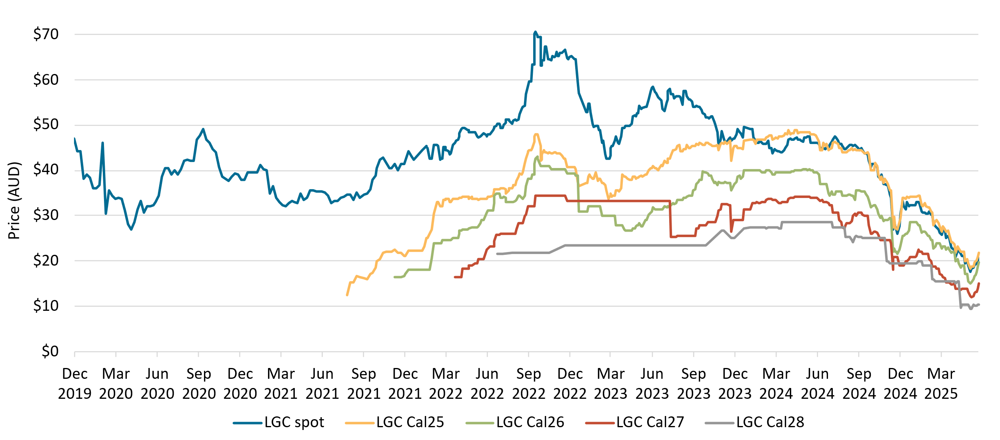 $70
$60
$50
$40
$30
$20
$10
$0
Price (AUD)
Dec Mar Jun Sep Dec Mar Jun Sep Dec Mar Jun Sep Dec Mar Jun Sep Dec Mar Jun Sep Dec Mar
2019 2020 2020 2020 2020 2021 2021 2021 2021 2022 2022 2022 2022 2023 2023 2023 2023 2024 2024 2024 2024 2025
LGC spot LGC Cal25 LGC Cal26 LGC Cal27 LGC Cal28